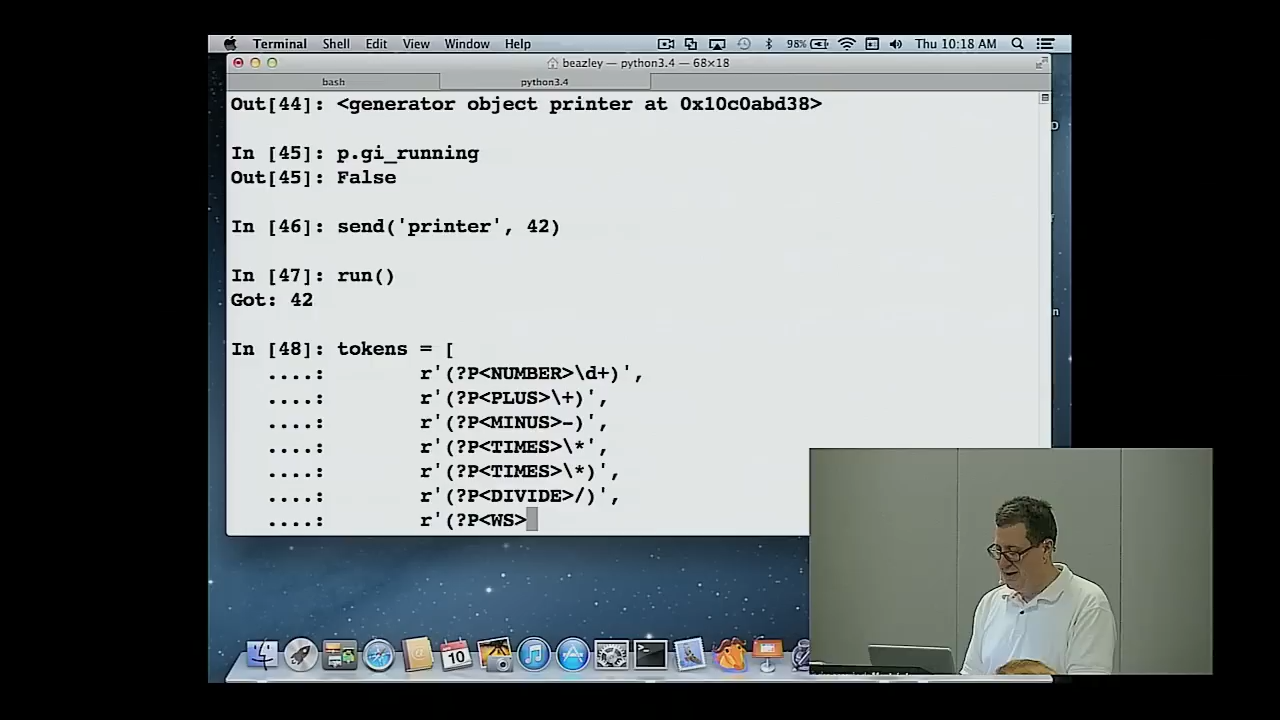 Terminal Shell Edit View Window Help 98% Thu 10:18 AM
beazley — python3.4 — 68×18
bash python3.4
Out[44]: <generator object printer at 0x10c0abd38>
In [45]: p.gi_running
Out[45]: False
In [46]: send('printer', 42)
In [47]: run()
Got: 42
In [48]: tokens = [
....: r'(?P<NUMBER>\d+)',
....: r'(?P<PLUS>\+)',
....: r'(?P<MINUS>-)',
....: r'(?P<TIMES>\*',
....: r'(?P<TIMES>\*)',
....: r'(?P<DIVIDE>/)',
....: r'(?P<WS>
10